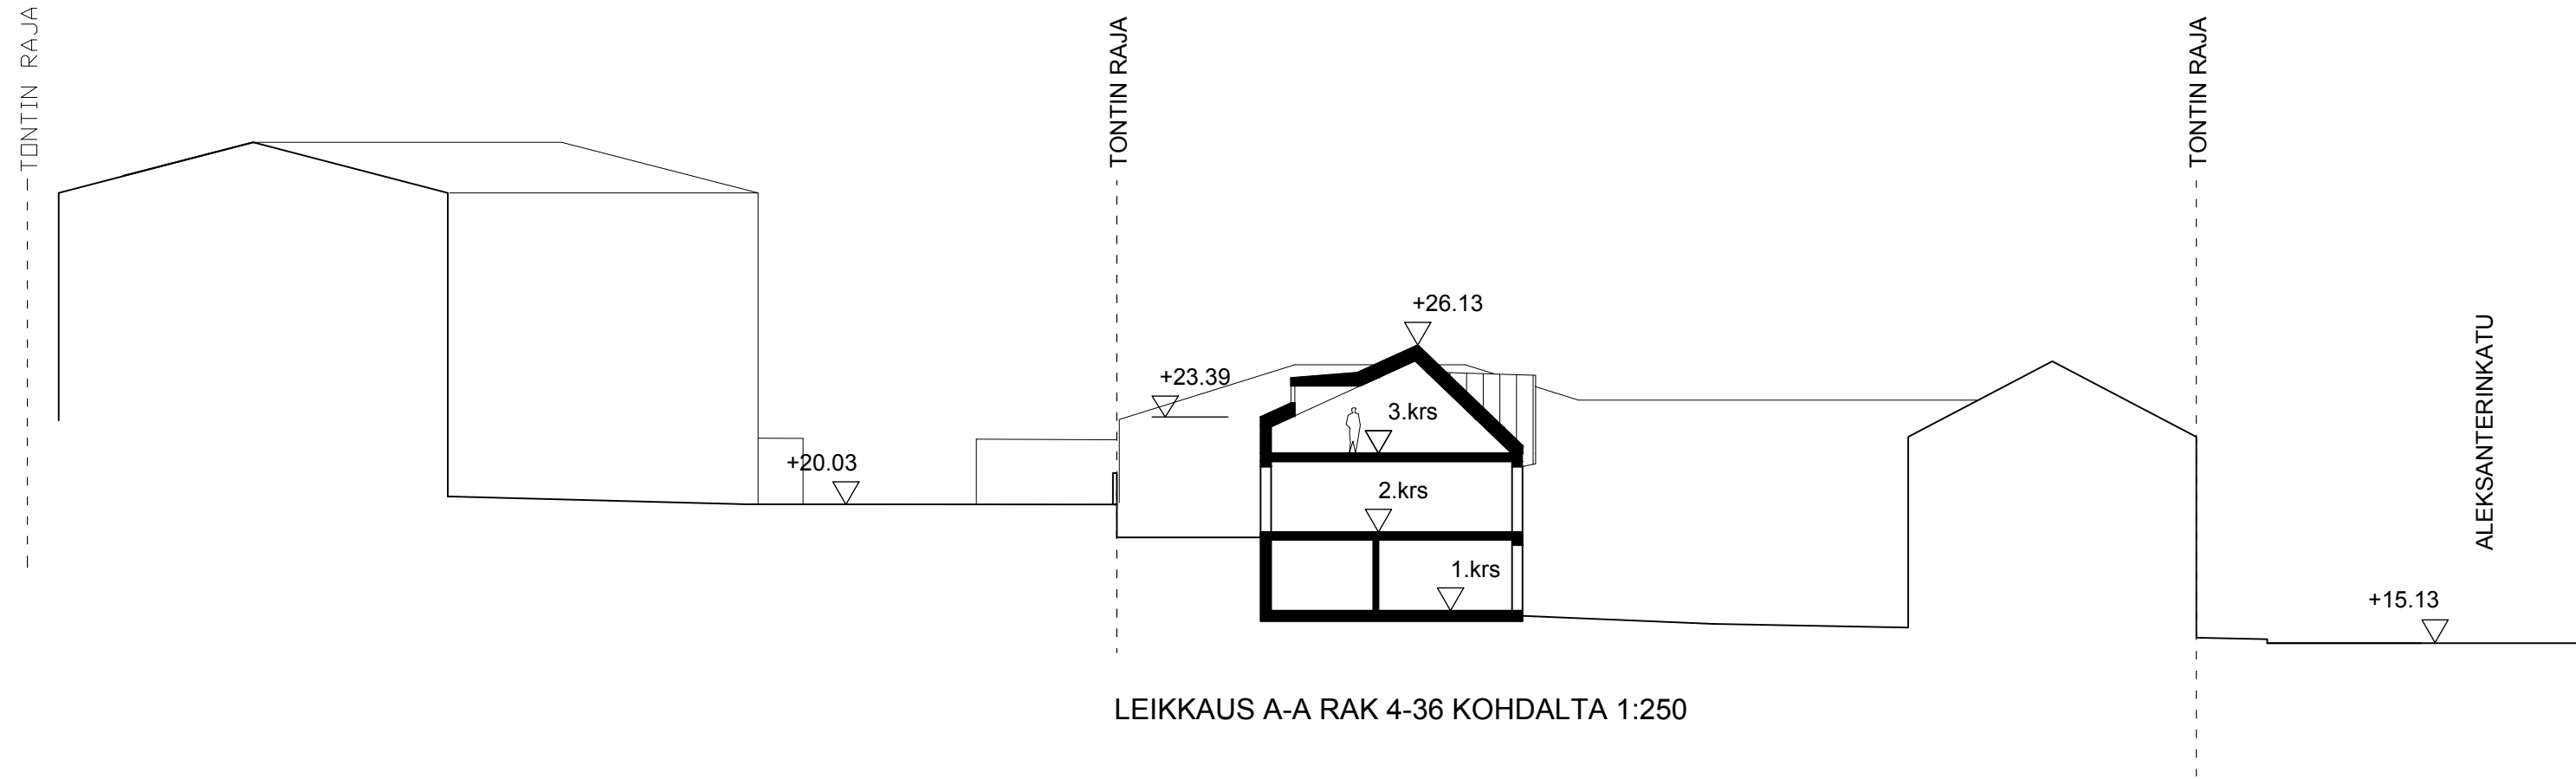 TONTIN RAJA
TONTIN RAJA
TONTIN RAJA
+26.13
+23.39
3.krs
+20.03
2.krs
1.krs
ALEKSANTERINKATU
+15.13
LEIKKAUS A-A RAK 4-36 KOHDALTA 1:250